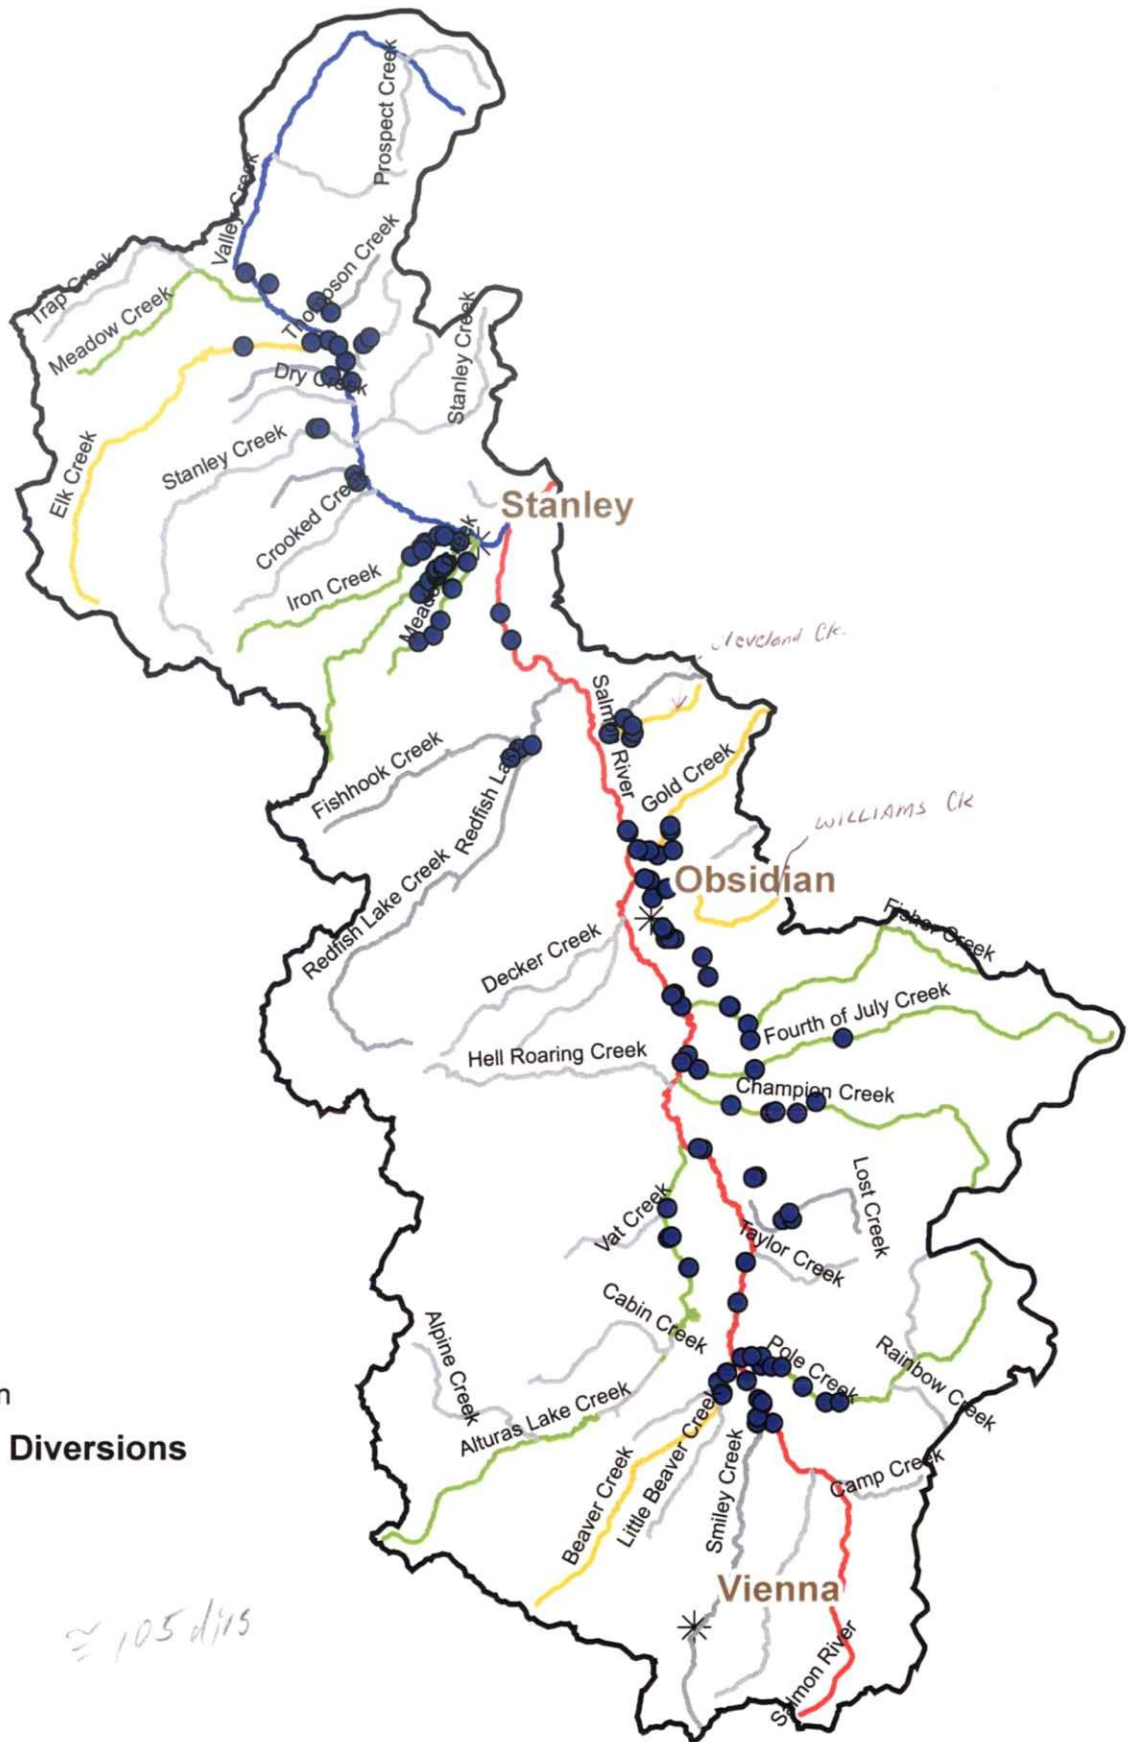 Prospect Creek
Valley Creek
Thompson Creek
Trap Creek
Meadow Creek
Stanley Creek
Dry Creek
Elk Creek
Stanley Creek
Crooked Creek
Stanley
Iron Creek
Cleveland Ck.
Salmon River
Fishhook Creek
Redfish
Gold Creek
WILLIAMS Ck
Redfish Lake Creek
Obsidian
Fisher Creek
Decker Creek
Fourth of July Creek
Hell Roaring Creek
Champion Creek
Lost Creek
Vat Creek
Taylor Creek
Cabin Creek
Alpine Creek
Pole Creek
Rainbow Creek
n
Diversions
Alturas Lake Creek
Beaver Creek
Little Beaver Creek
Smiley Creek
Camp Creek
Vienna
≅ 105 divs
Salmon River